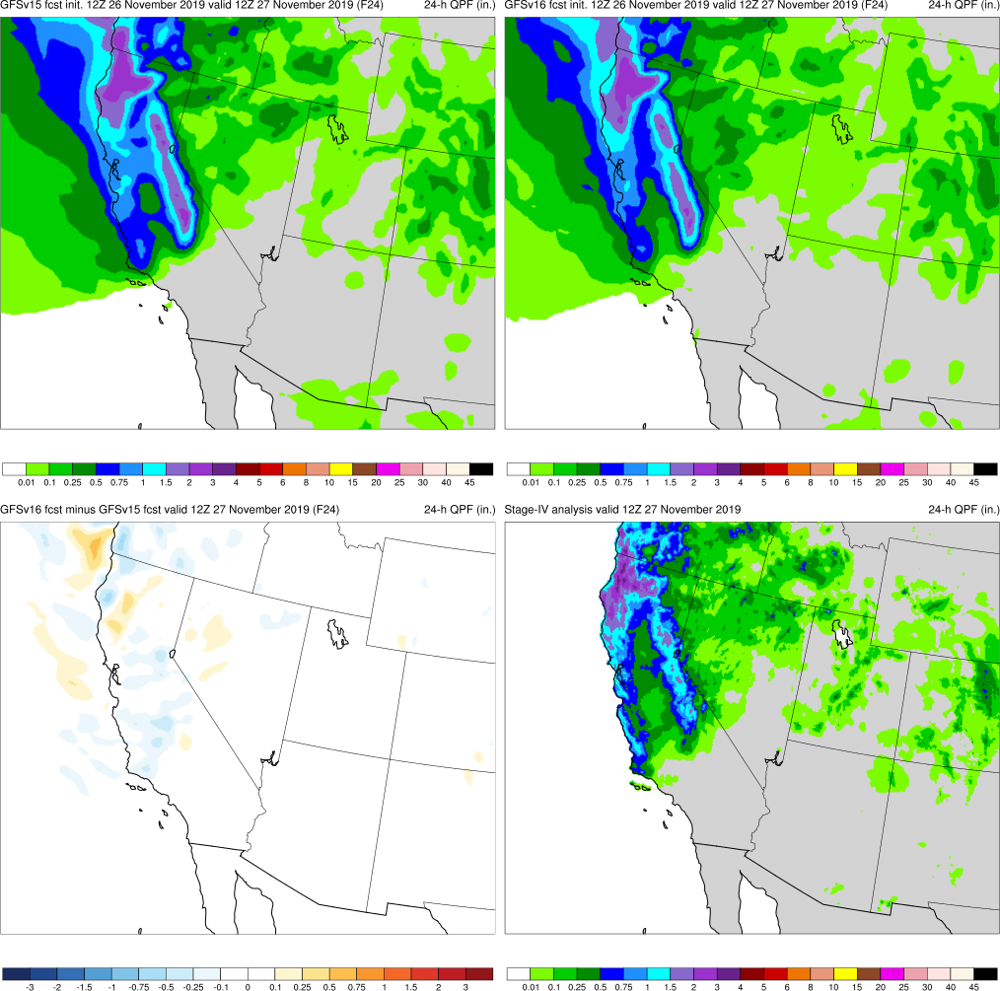 GFSv15 fcst init. 12Z 26 November 2019 valid 12Z 27 November 2019 (F24) 24-h QPF (in.)
GFSv16 fcst init. 12Z 26 November 2019 valid 12Z 27 November 2019 (F24) 24-h QPF (in.)
0.01 0.1 0.25 0.5 0.75 1 1.5 2 3 4 5 6 8 10 15 20 25 30 40 45
0.01 0.1 0.25 0.5 0.75 1 1.5 2 3 4 5 6 8 10 15 20 25 30 40 45
GFSv16 fcst minus GFSv15 fcst valid 12Z 27 November 2019 (F24) 24-h QPF (in.)
Stage-IV analysis valid 12Z 27 November 2019 24-h QPF (in.)
-3 -2 -1.5 -1 -0.75 -0.5 -0.25 -0.1 0 0.1 0.25 0.5 0.75 1 1.5 2 3
0.01 0.1 0.25 0.5 0.75 1 1.5 2 3 4 5 6 8 10 15 20 25 30 40 45